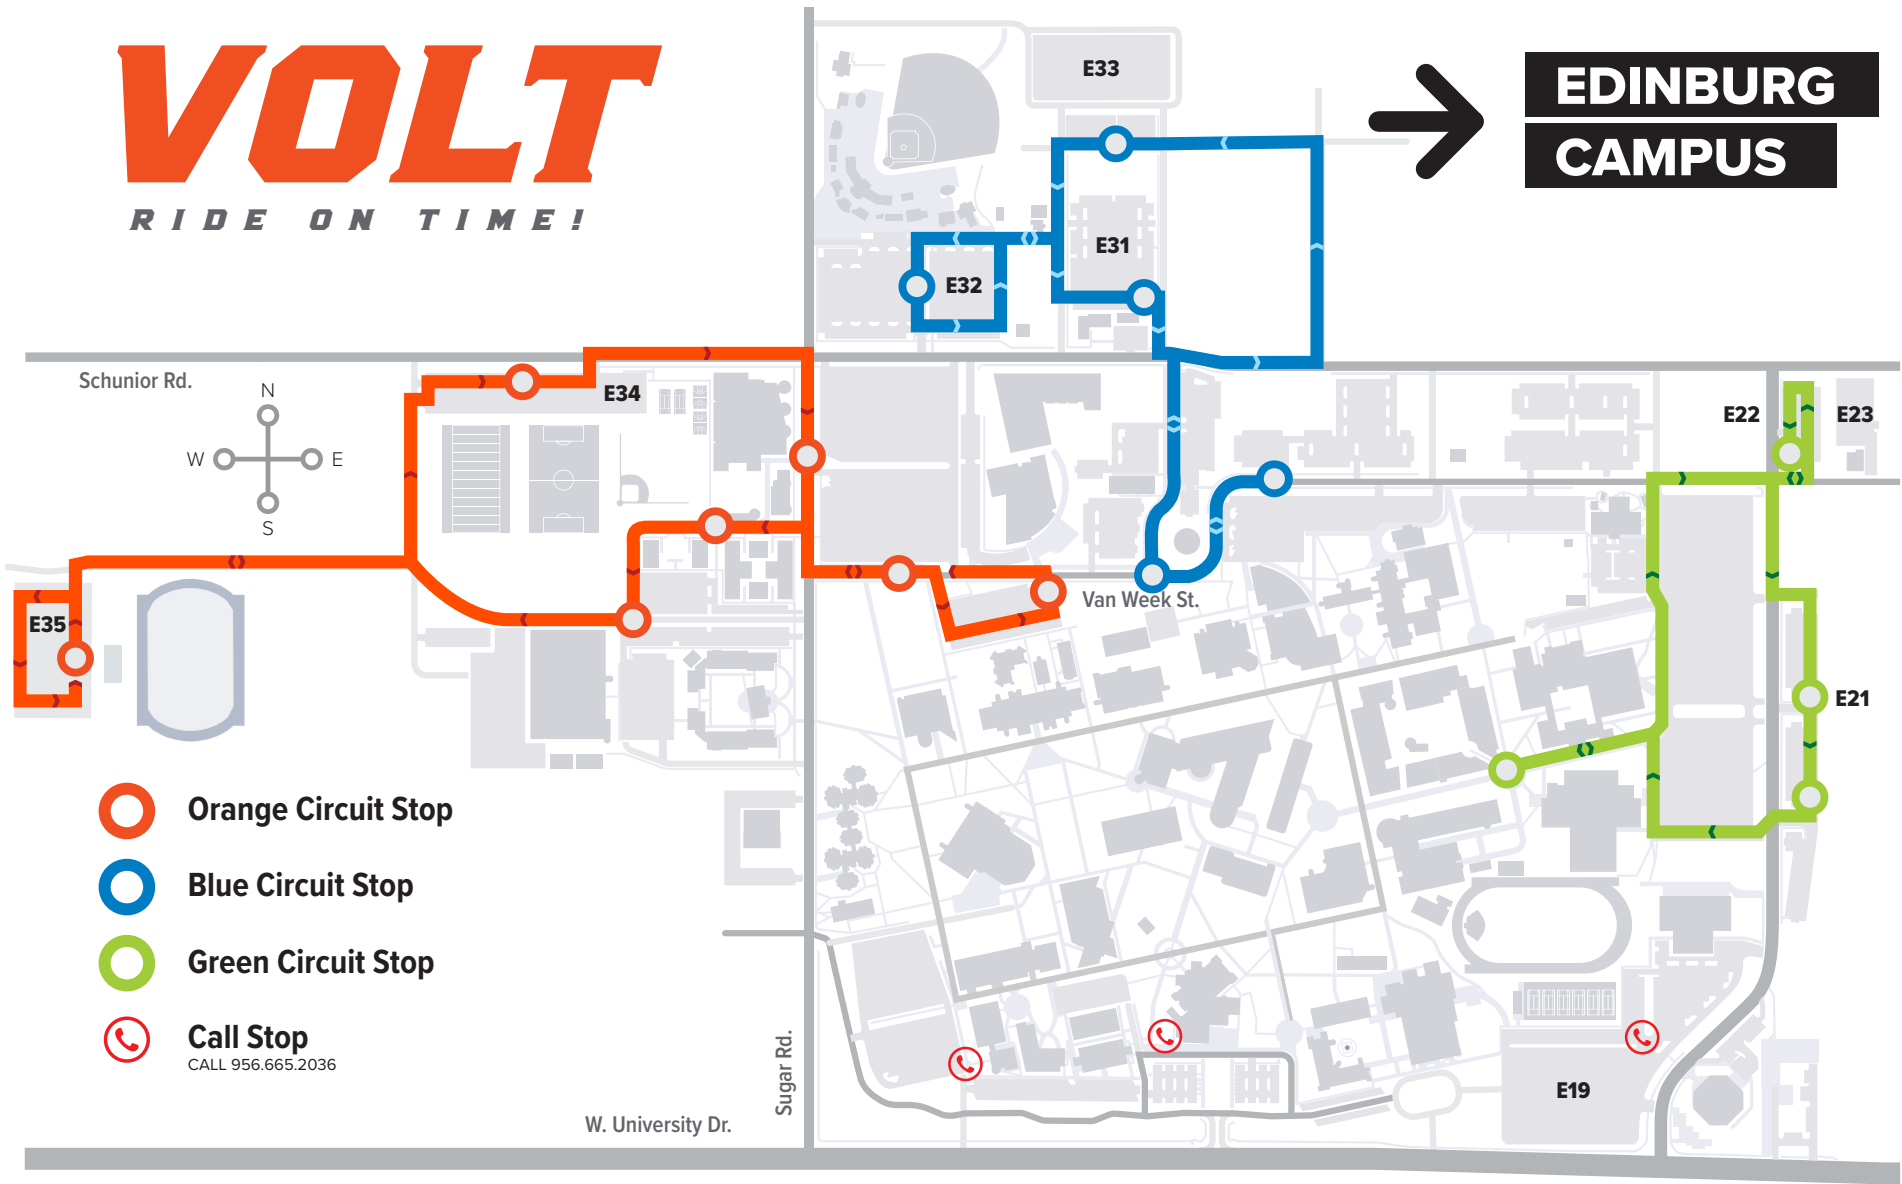 VOLT
RIDE ON TIME!
EDINBURG
CAMPUS
E33
E31
E32
Schunior Rd.
N
W
E
S
E34
E22
E23
E35
Van Week St.
E21
Orange Circuit Stop
Blue Circuit Stop
Green Circuit Stop
Call Stop
CALL 956.665.2036
Sugar Rd.
E19
W. University Dr.